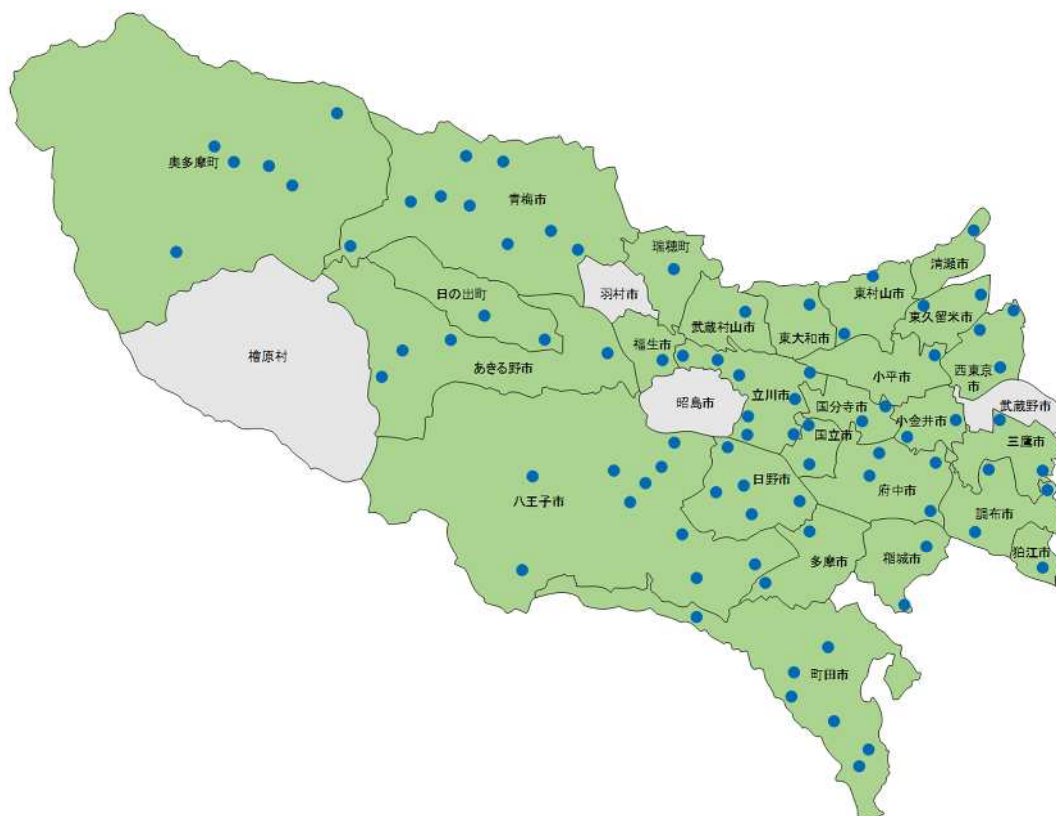 奥多摩町
青梅市
瑞穂町
清瀬市
羽村市
日の出町
東村山市
東久留米市
武蔵村山市
東大和市
福生市
檜原村
あきる野市
小平市
西東京
市
昭島市
立川市
国分寺市
武蔵野市
小金井市
国立市
三鷹市
日野市
八王子市
府中市
調布市
狛江市
多摩市
稲城市
町田市